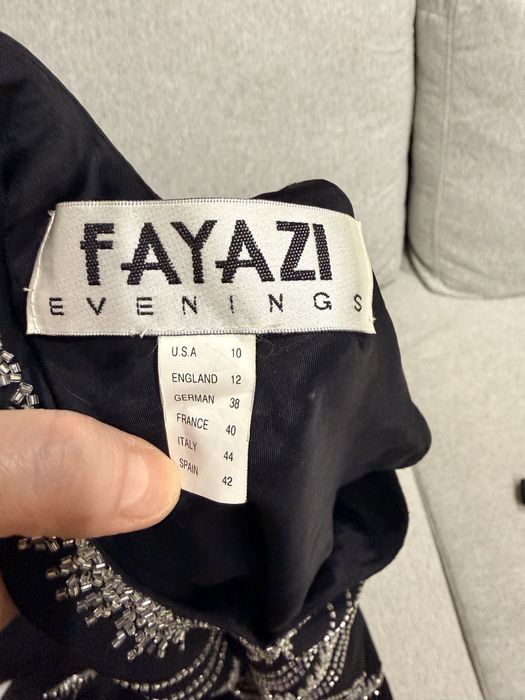 FAYAZI
EVENINGS
U.S.A 10
ENGLAND 12
GERMAN 38
FRANCE 40
ITALY 44
SPAIN 42